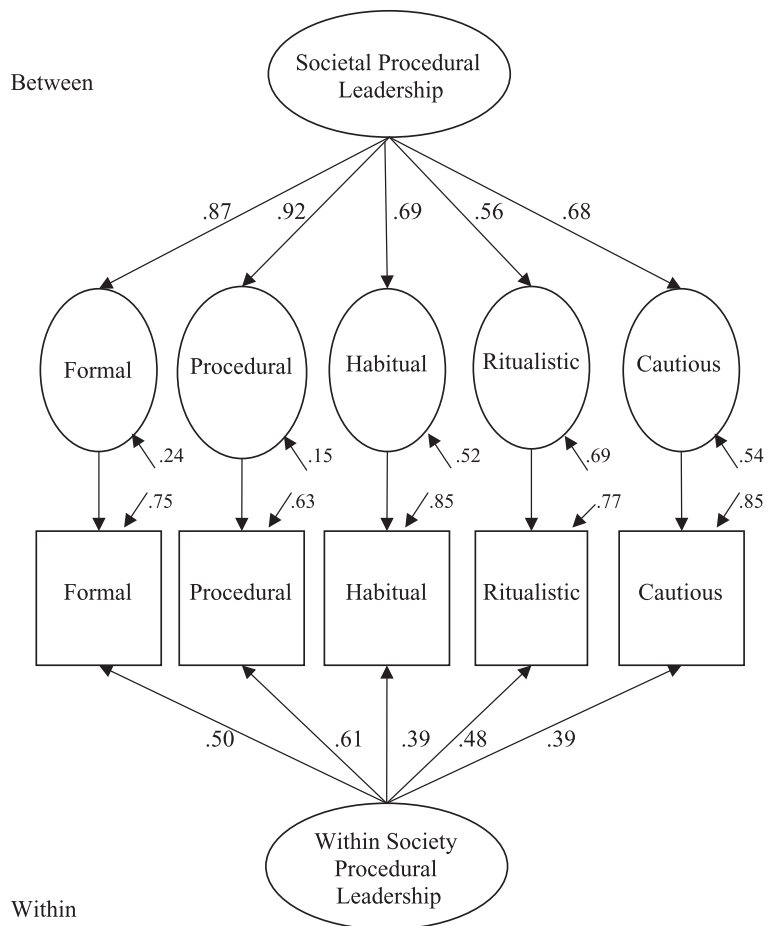 Societal Procedural
Leadership
Between
.87
.92
.69
.56
.68
Formal
Procedural
Habitual
Ritualistic
Cautious
.24
.15
.52
.69
.54
.75
.63
.85
.77
.85
Formal
Procedural
Habitual
Ritualistic
Cautious
.50
.61
.39
.48
.39
Within Society
Procedural
Leadership
Within